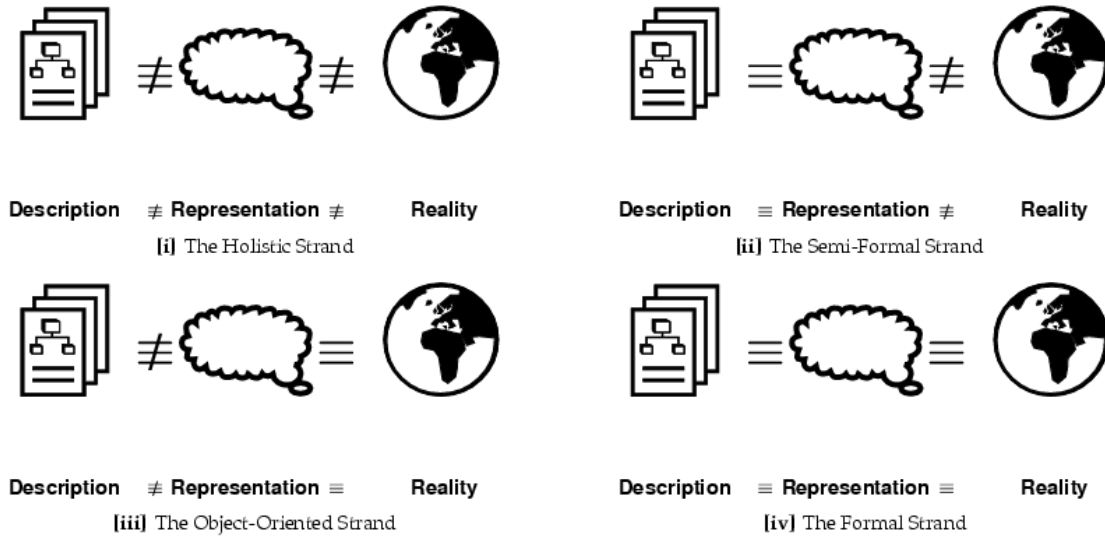 ≢ ≢
≡ ≢
Description ≢ Representation ≢ Reality
[i] The Holistic Strand
Description ≡ Representation ≢ Reality
[ii] The Semi-Formal Strand
≢ ≡
≡ ≡
Description ≢ Representation ≡ Reality
[iii] The Object-Oriented Strand
Description ≡ Representation ≡ Reality
[iv] The Formal Strand